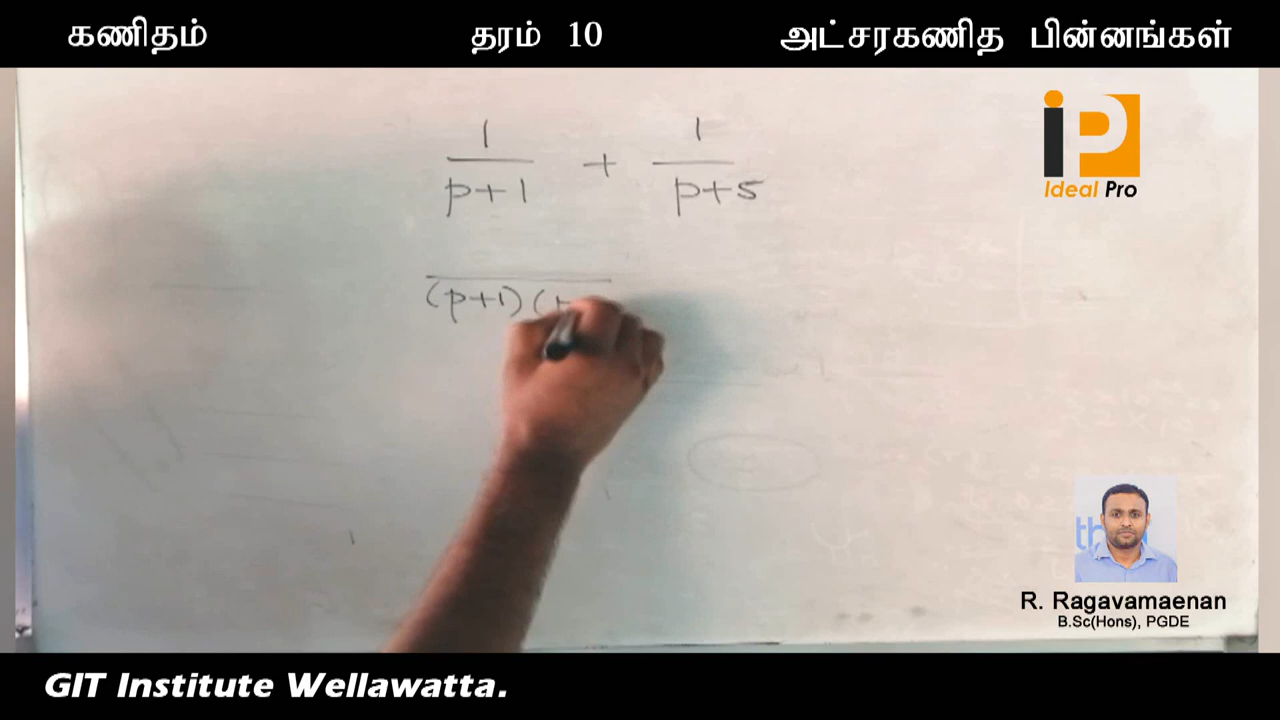 கணிதம் தரம் 10 அட்சரகணித பின்னங்கள்
1 1
p+1 + p+5
(p+1) (
iP
Ideal Pro
R. Ragavamaenan
B.Sc(Hons), PGDE
GIT Institute Wellawatta.